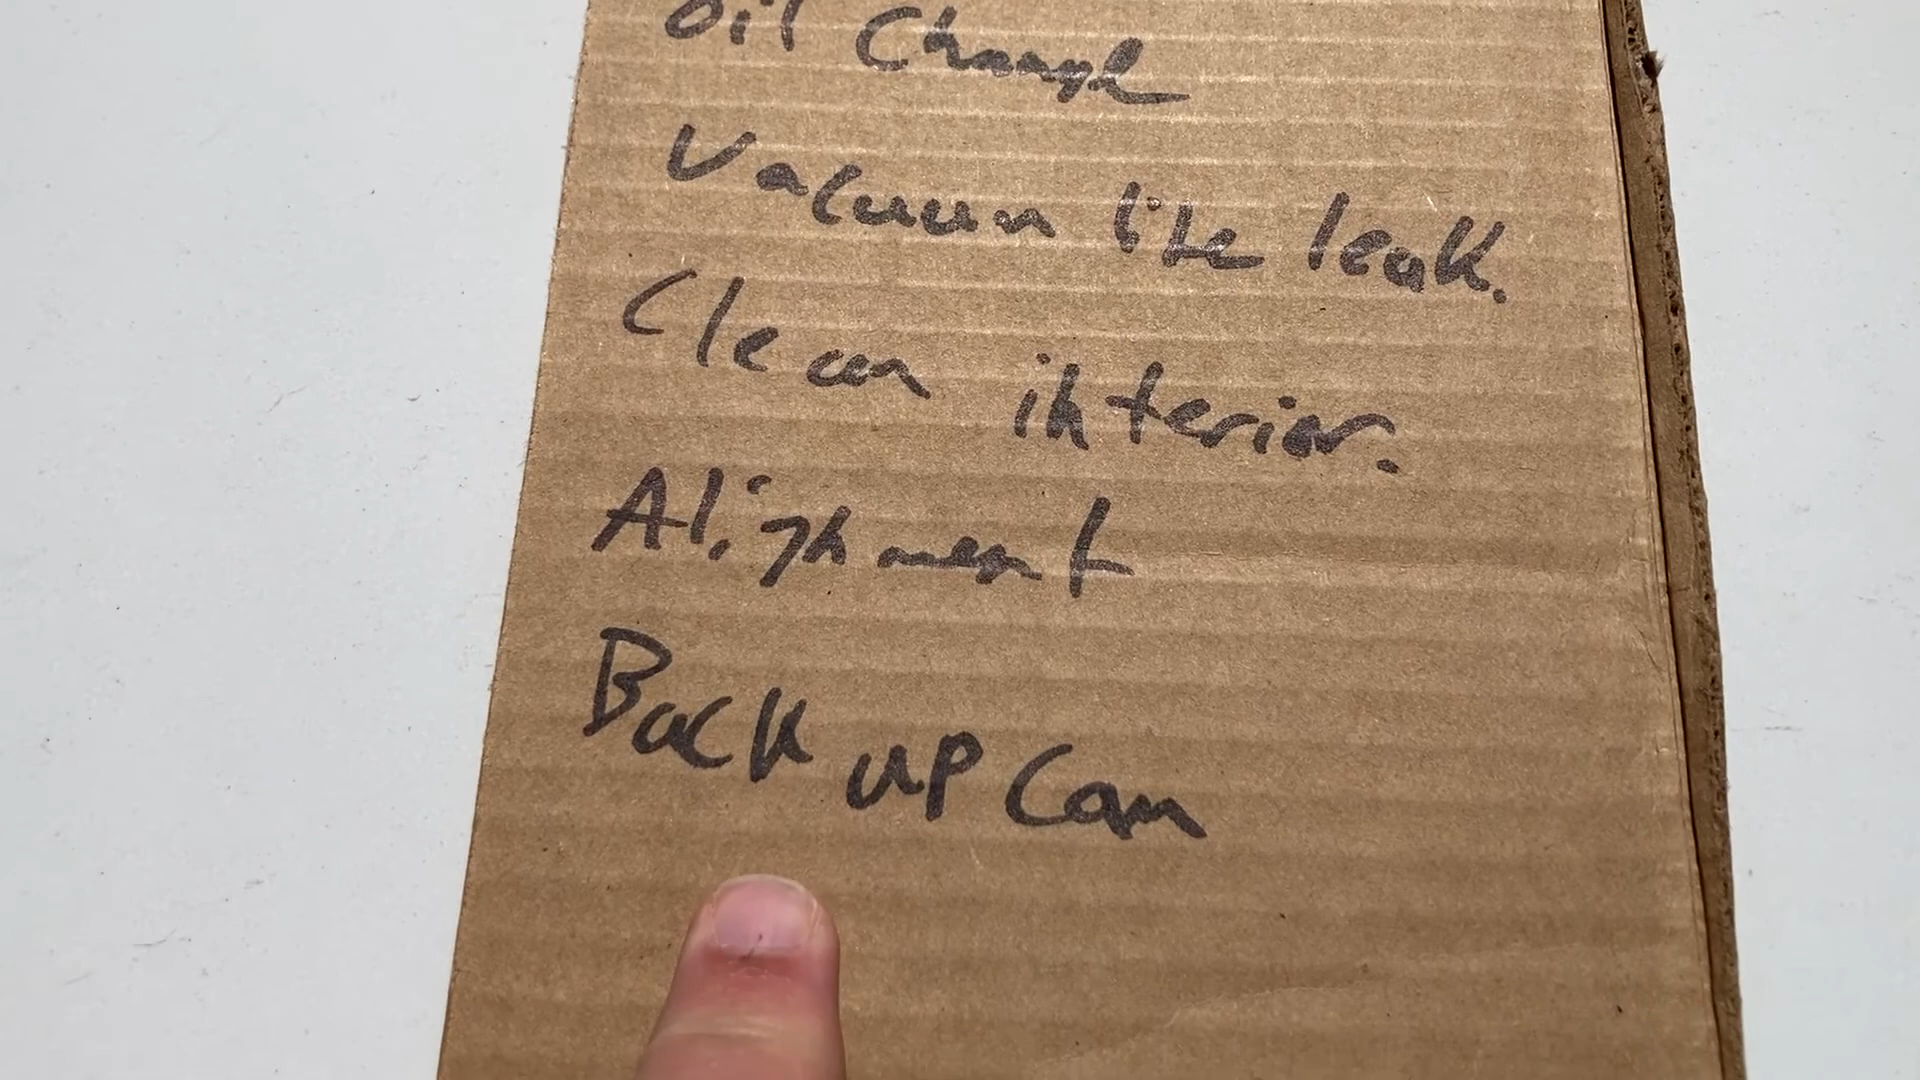 Oil Change
Vacuum line leak.
Clean interior.
Alignment
Back up Cam